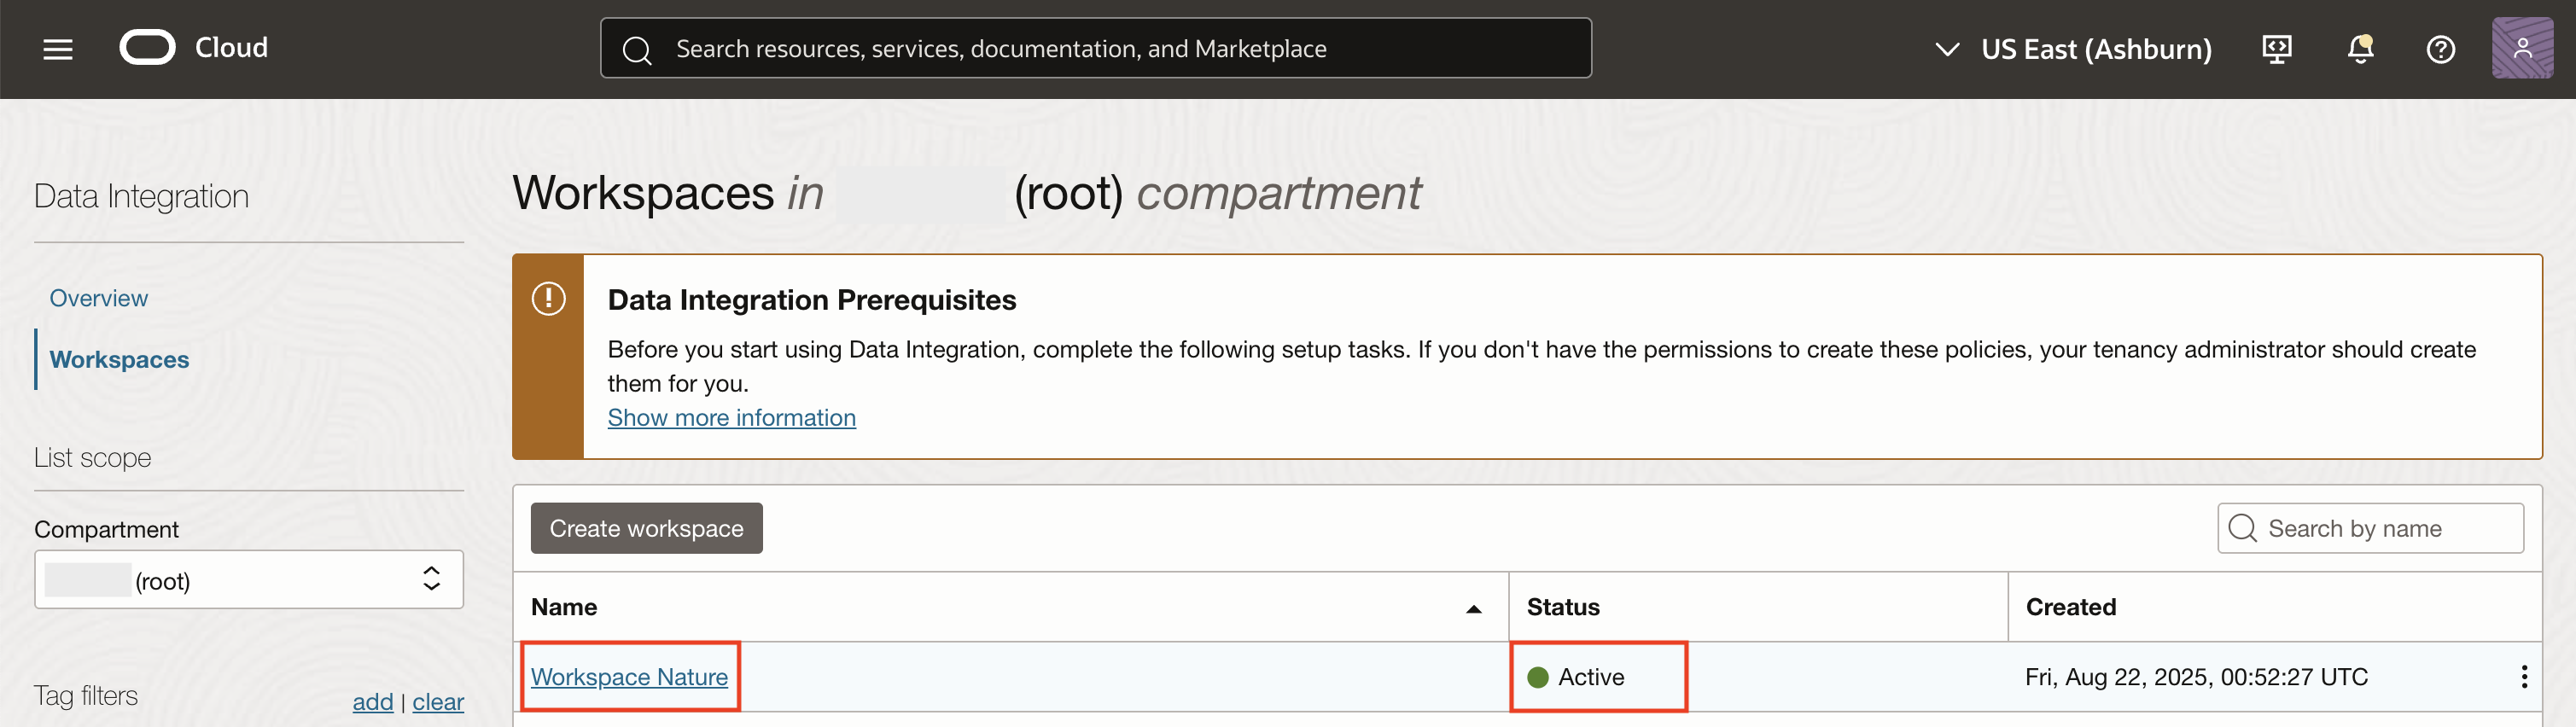 Cloud
Search resources, services, documentation, and Marketplace
US East (Ashburn)
Data Integration
Overview
Workspaces
List scope
Compartment
(root)
Tag filters
add | clear
Workspaces in (root) compartment
Data Integration Prerequisites
Before you start using Data Integration, complete the following setup tasks. If you don't have the permissions to create these policies, your tenancy administrator should create
them for you.
Show more information
Create workspace
Search by name
Name Status Created
Workspace Nature Active Fri, Aug 22, 2025, 00:52:27 UTC